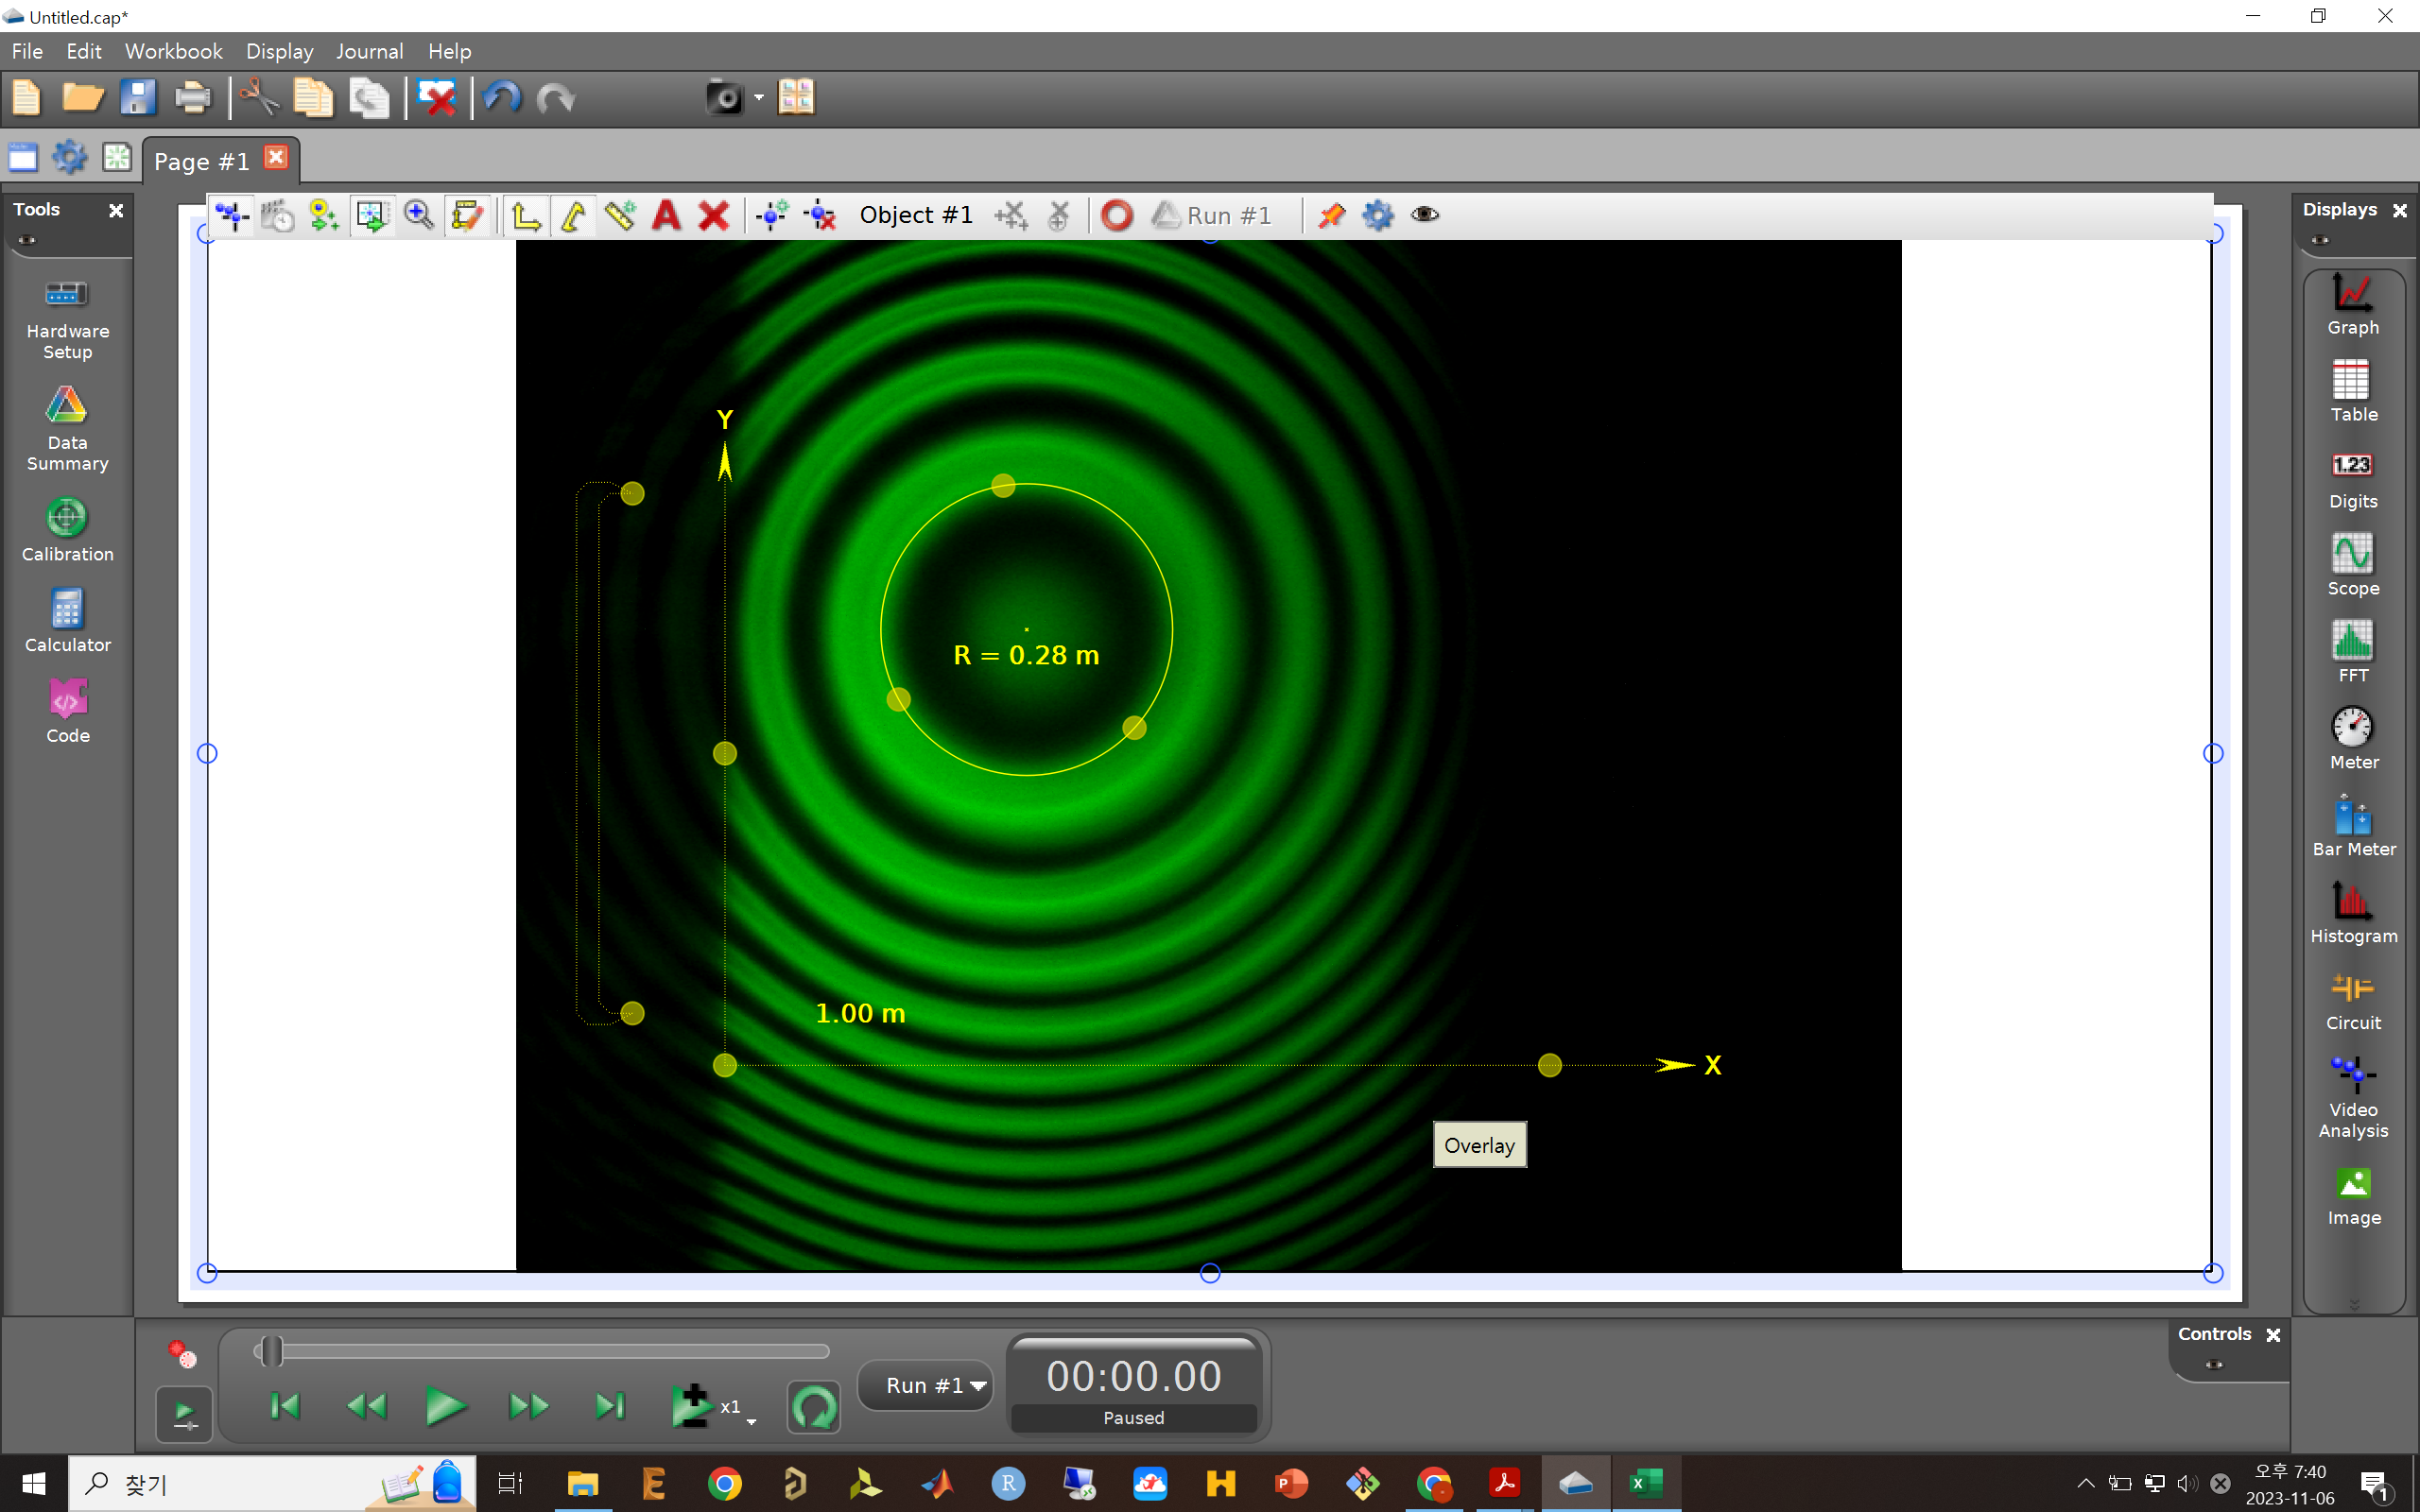 Untitled.cap*
File Edit Workbook Display Journal Help
Page #1
Tools
Object #1
Run #1
Displays
Hardware
Setup
Data
Summary
Calibration
Calculator
Code
Y
R = 0.28 m
1.00 m
X
Overlay
Graph
Table
1.23
Digits
Scope
FFT
Meter
Bar Meter
Histogram
Circuit
Video
Analysis
Image
Controls
x1
Run #1
00:00.00
Paused
찾기
오후 7:40
2023-11-06
1